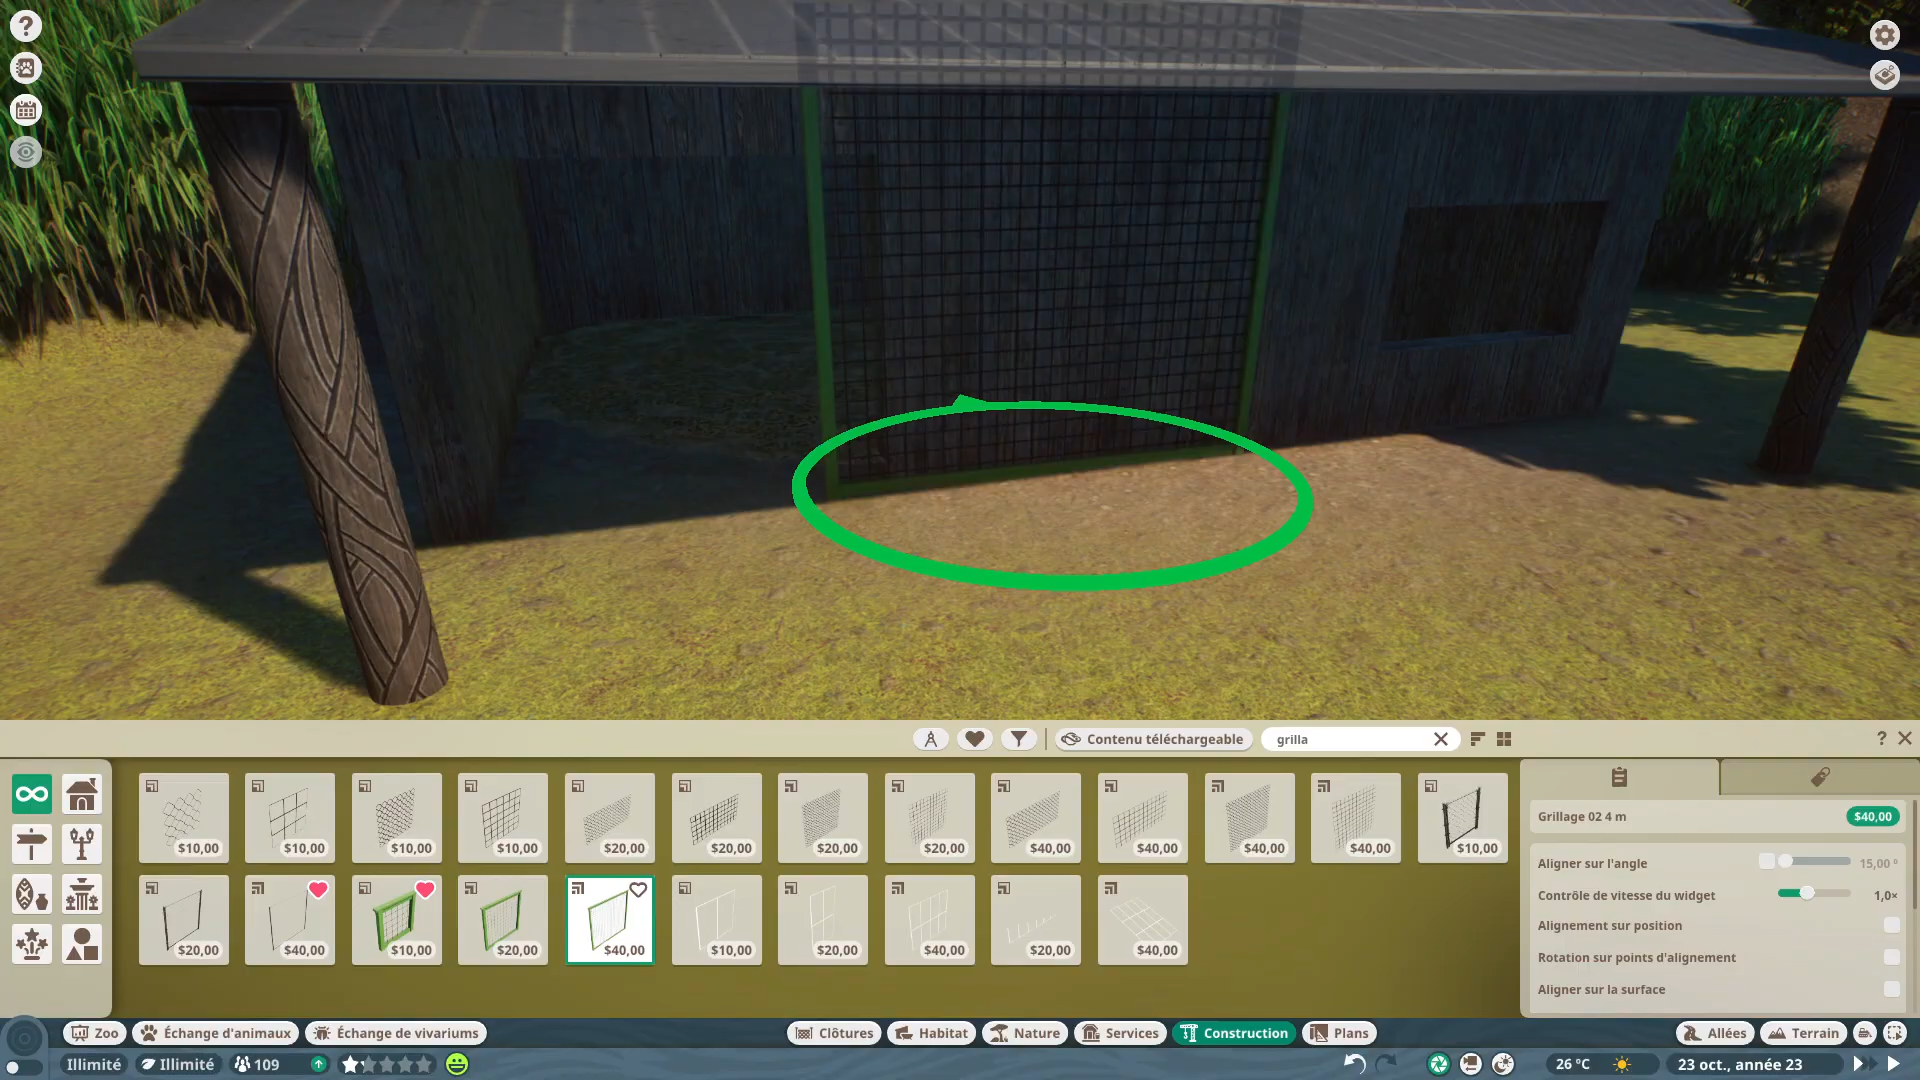 Contenu téléchargeable
grilla
$10,00 $10,00 $10,00 $10,00 $20,00 $20,00 $20,00 $20,00 $40,00 $40,00 $40,00 $40,00 $10,00
$20,00 $40,00 $10,00 $20,00 $40,00 $10,00 $20,00 $40,00 $20,00 $40,00
?
?
Grillage 02 4 m $40,00
Aligner sur l'angle 15,00 °
Contrôle de vitesse du widget 1,0×
Alignement sur position
Rotation sur points d'alignement
Aligner sur la surface
Zoo Échange d'animaux Échange de vivariums Clôtures Habitat Nature Services Construction Plans Allées Terrain
Illimité Illimité 109 26 °C 23 oct., année 23